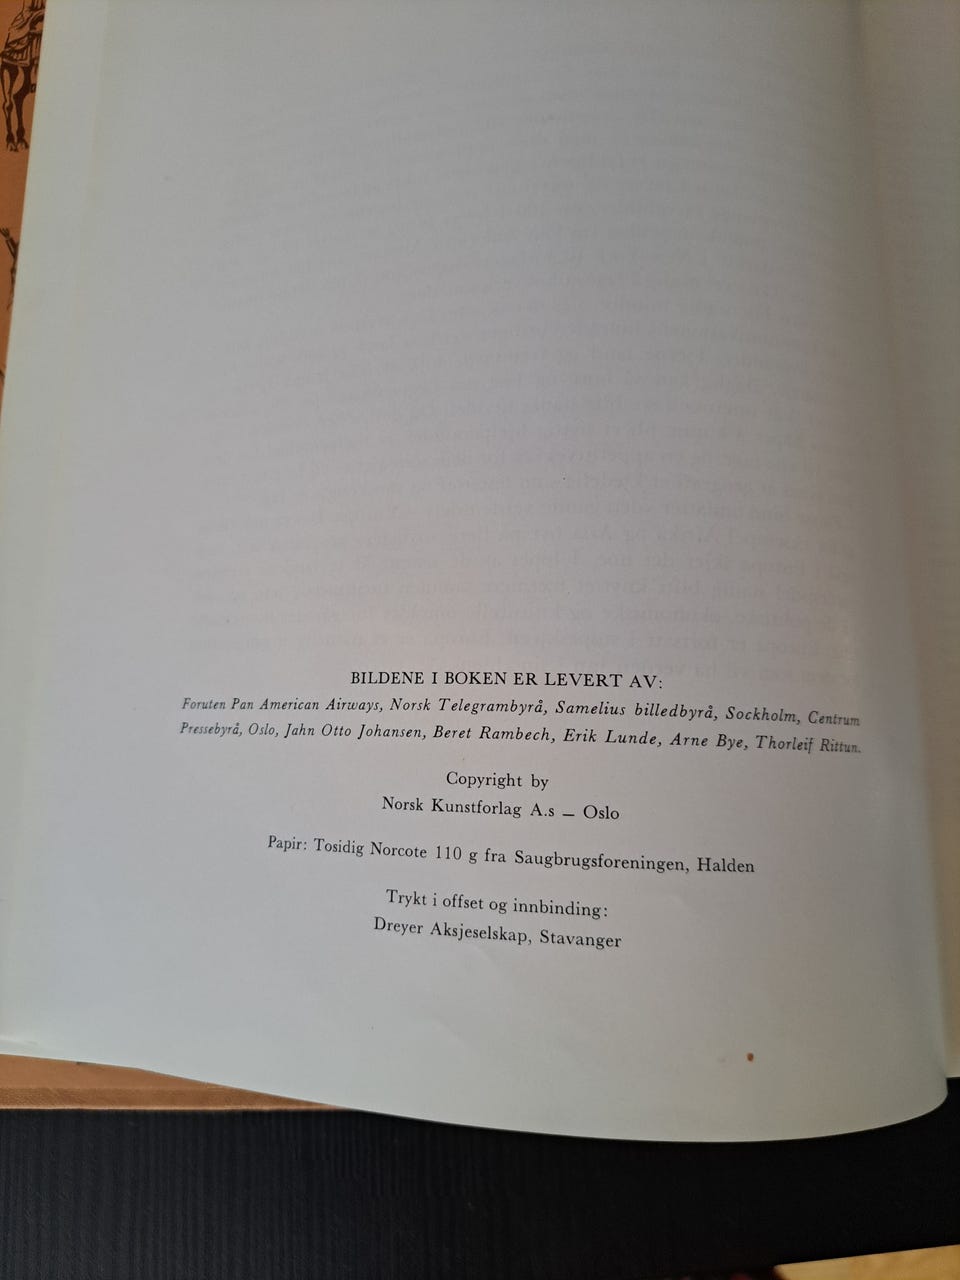 BILDENE I BOKEN ER LEVERT AV:
Foruten Pan American Airways, Norsk Telegrambyrå, Samelius billedbyrå, Sockholm, Centrum
Pressebyrå, Oslo, Jahn Otto Johansen, Beret Rambech, Erik Lunde, Arne Bye, Thorleif Rittun.
Copyright by
Norsk Kunstforlag A.s — Oslo
Papir: Tosidig Norcote 110 g fra Saugbrugsforeningen, Halden
Trykt i offset og innbinding:
Dreyer Aksjeselskap, Stavanger